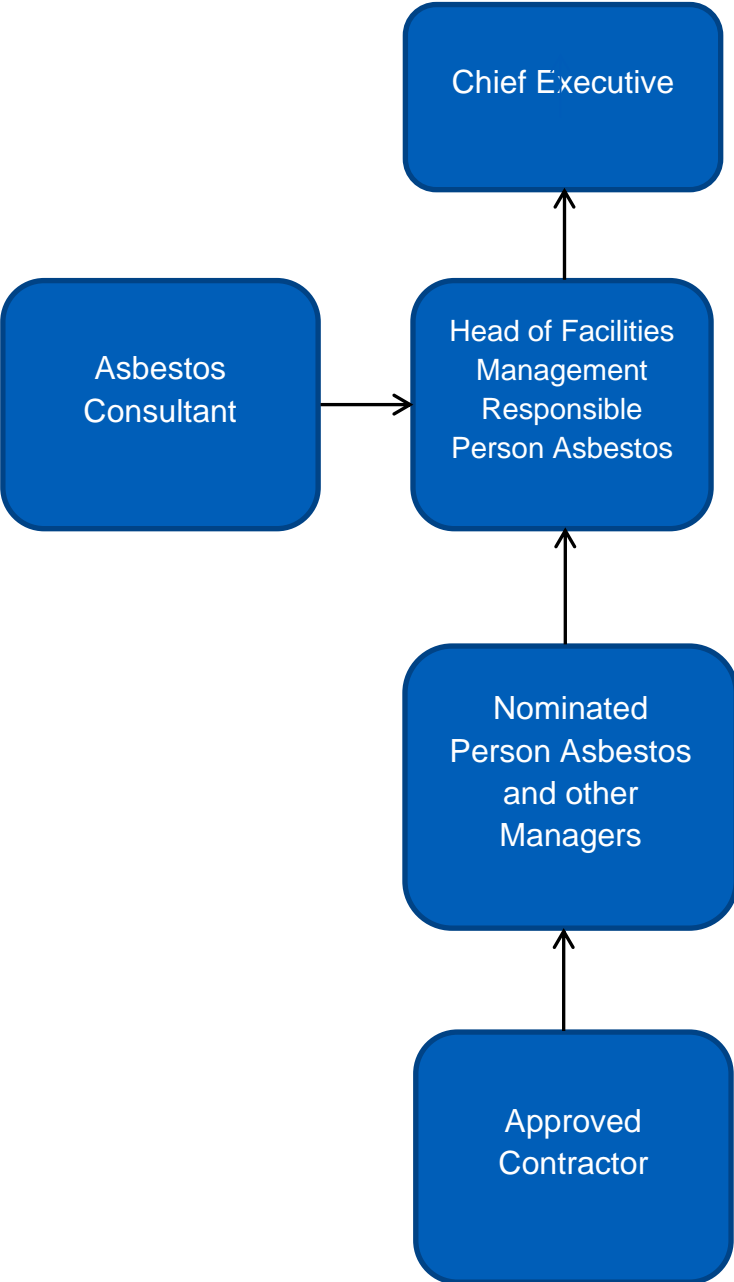 Chief Executive
Asbestos
Consultant
Head of Facilities
Management
Responsible
Person Asbestos
Nominated
Person Asbestos
and other
Managers
Approved
Contractor